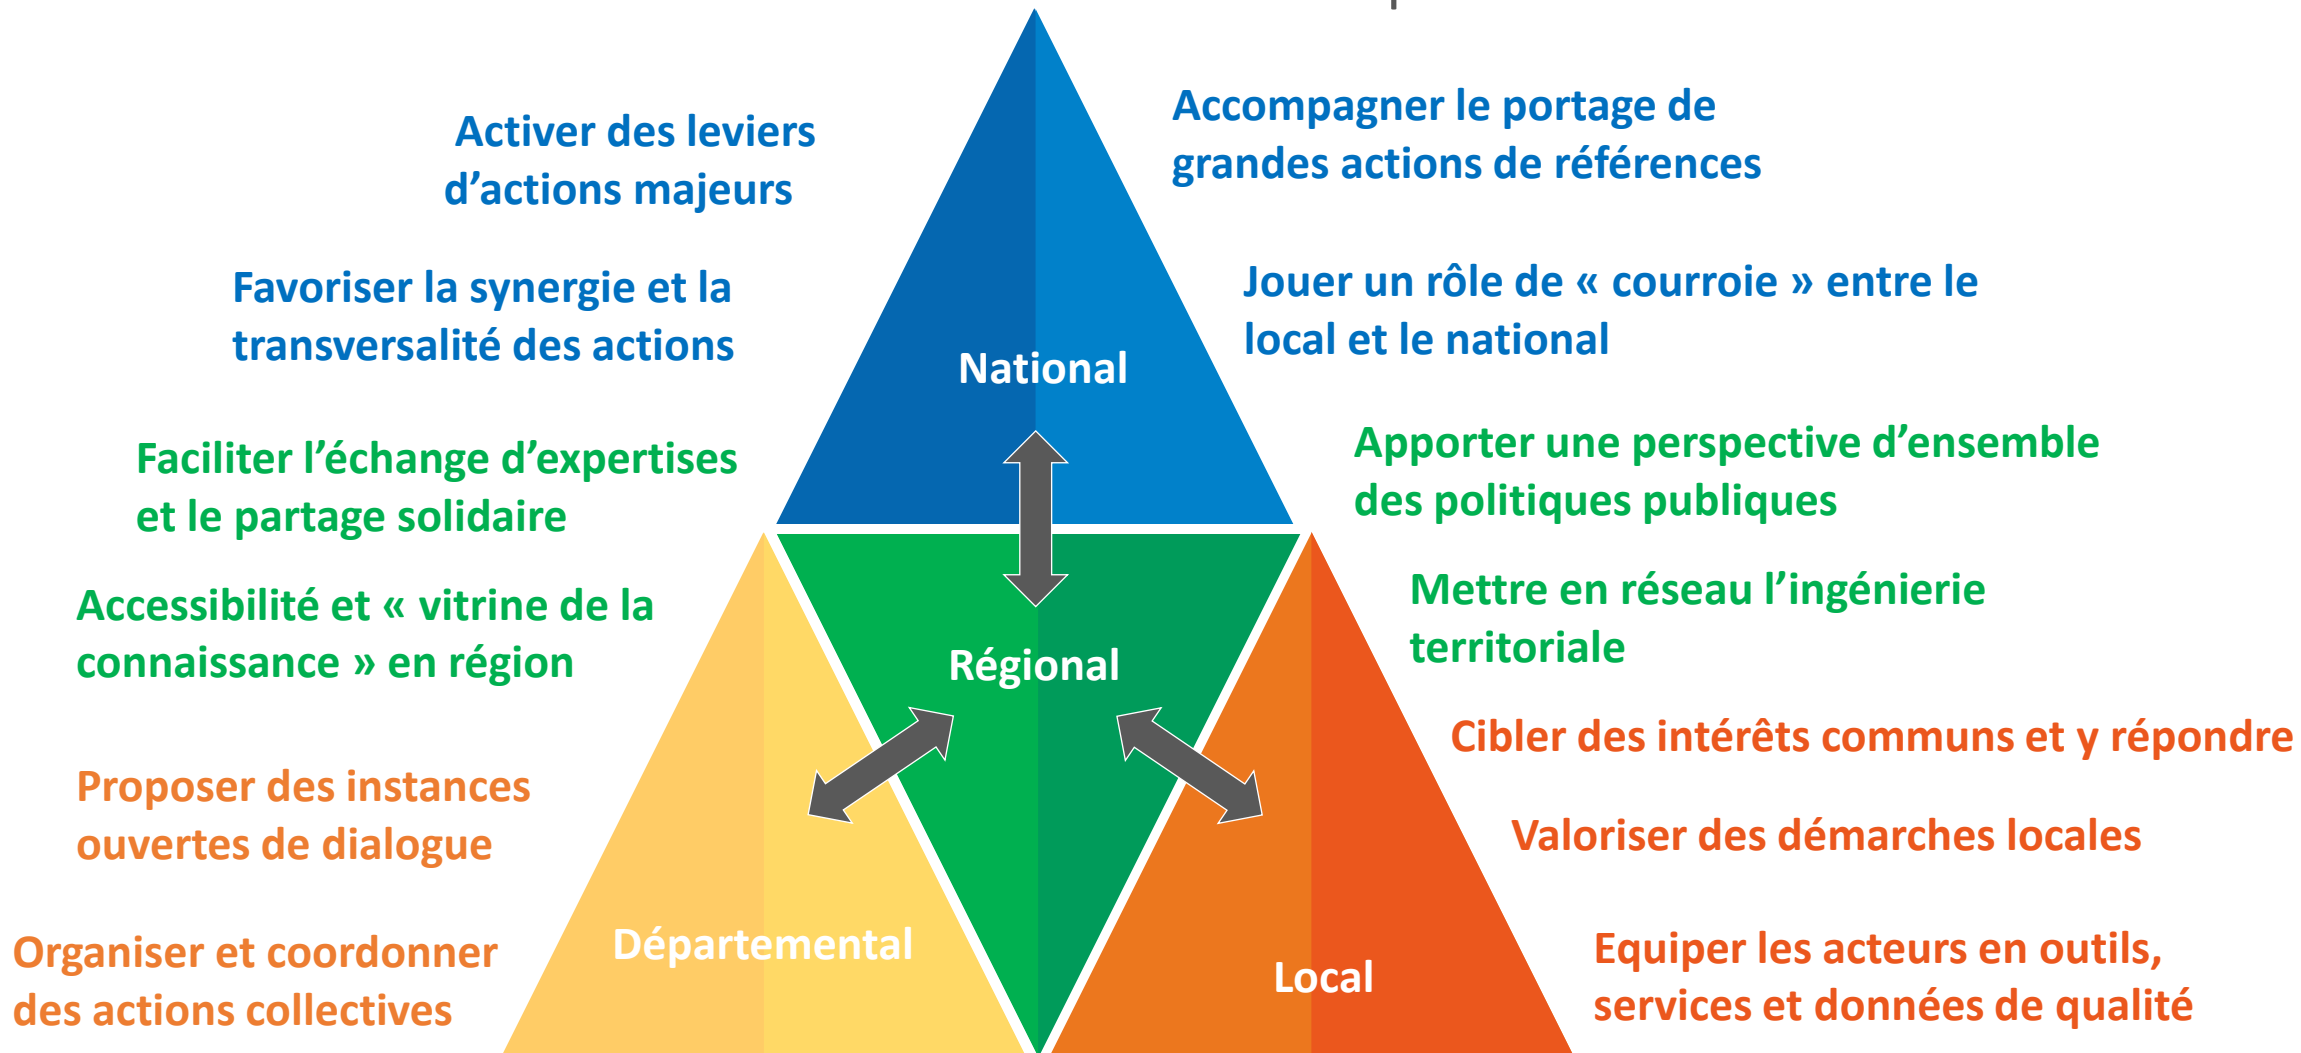 Activer des leviers
d’actions majeurs
Accompagner le portage de
grandes actions de références
Favoriser la synergie et la
transversalité des actions
Jouer un rôle de « courroie » entre le
local et le national
National
Faciliter l’échange d’expertises
et le partage solidaire
Apporter une perspective d’ensemble
des politiques publiques
Accessibilité et « vitrine de la
connaissance » en région
Mettre en réseau l’ingénierie
territoriale
Régional
Cibler des intérêts communs et y répondre
Proposer des instances
ouvertes de dialogue
Valoriser des démarches locales
Organiser et coordonner
des actions collectives
Départemental
Local
Equiper les acteurs en outils,
services et données de qualité